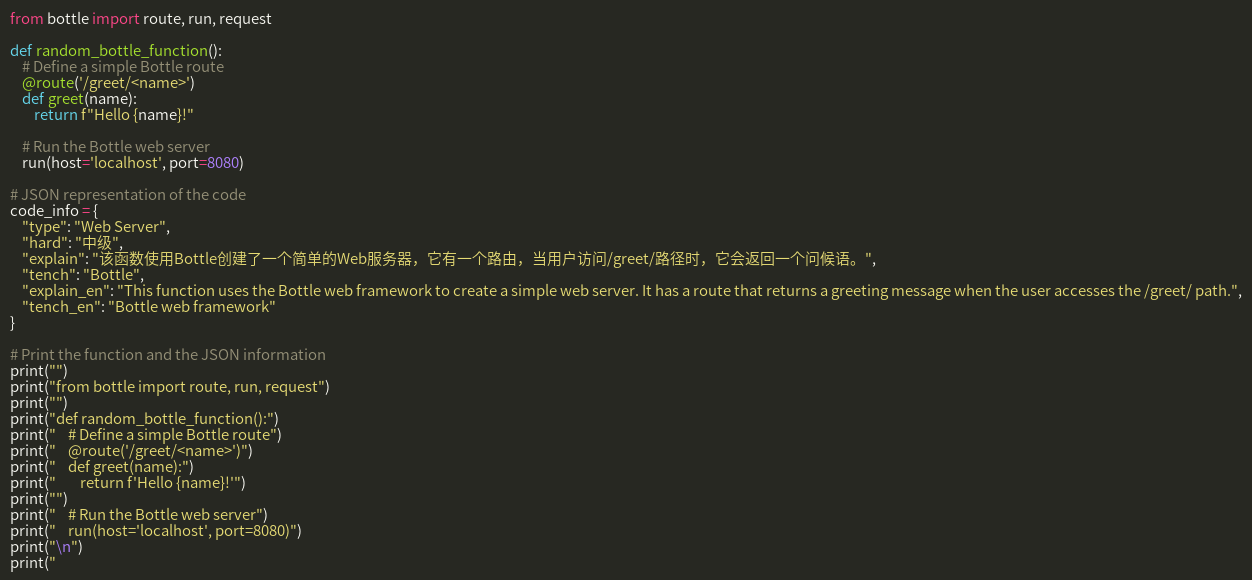 from bottle import route, run, request

def random_bottle_function():
    # Define a simple Bottle route
    @route('/greet/<name>')
    def greet(name):
        return f"Hello {name}!"

    # Run the Bottle web server
    run(host='localhost', port=8080)

# JSON representation of the code
code_info = {
    "type": "Web Server",
    "hard": "中级",
    "explain": "该函数使用Bottle创建了一个简单的Web服务器，它有一个路由，当用户访问/greet/路径时，它会返回一个问候语。",
    "tench": "Bottle",
    "explain_en": "This function uses the Bottle web framework to create a simple web server. It has a route that returns a greeting message when the user accesses the /greet/ path.",
    "tench_en": "Bottle web framework"
}

# Print the function and the JSON information
print("")
print("from bottle import route, run, request")
print("")
print("def random_bottle_function():")
print("    # Define a simple Bottle route")
print("    @route('/greet/<name>')")
print("    def greet(name):")
print("        return f'Hello {name}!'")
print("")
print("    # Run the Bottle web server")
print("    run(host='localhost', port=8080)")
print("\n")
print("